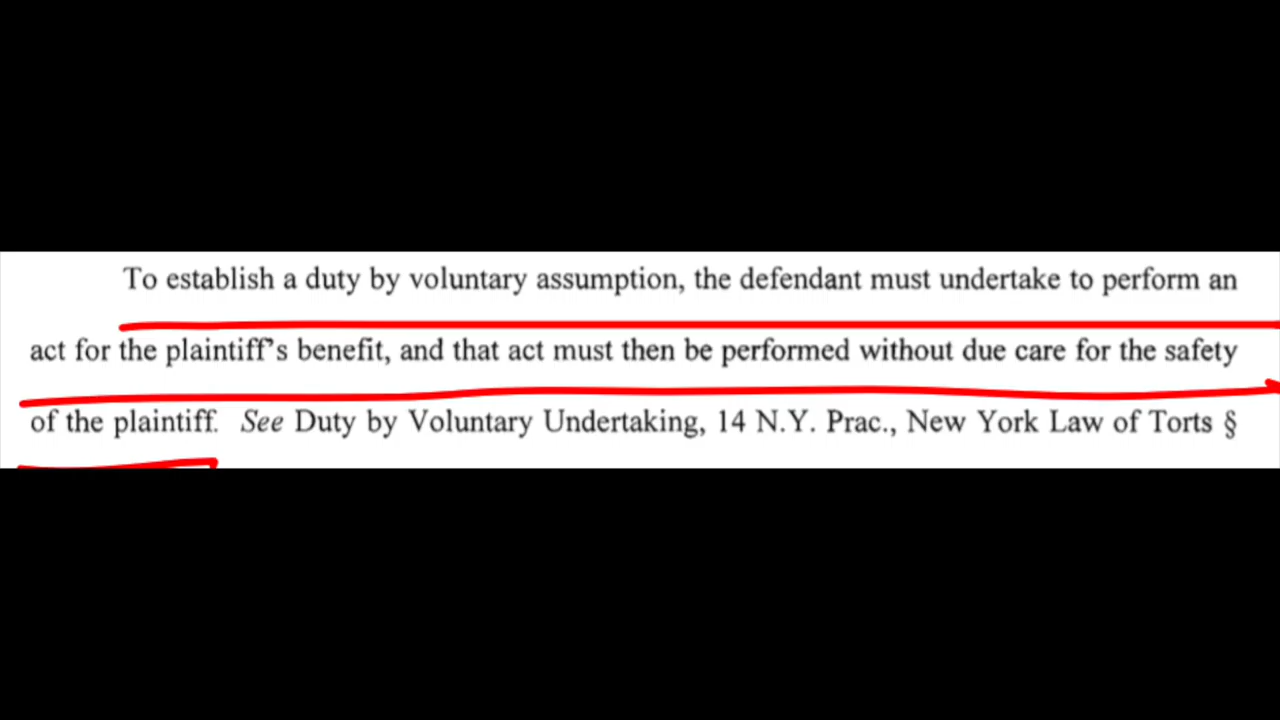 To establish a duty by voluntary assumption, the defendant must undertake to perform an
act for the plaintiff's benefit, and that act must then be performed without due care for the safety
of the plaintiff. See Duty by Voluntary Undertaking, 14 N.Y. Prac., New York Law of Torts §